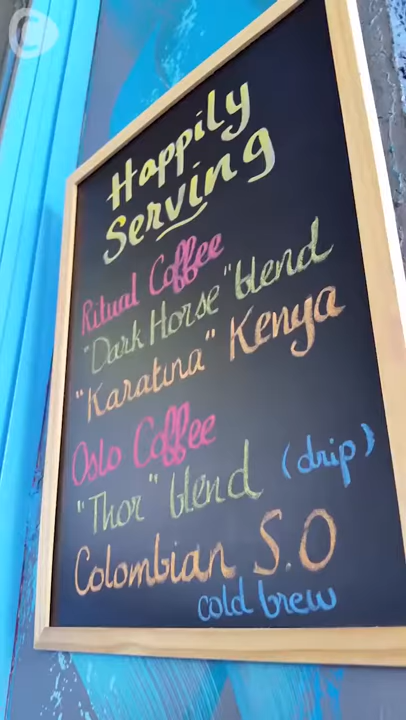 Happily
Serving
Ritual Coffee
"Dark Horse" blend
"Karatina" Kenya
Oslo Coffee
"Thor" blend (drip)
Colombian S.O
cold brew